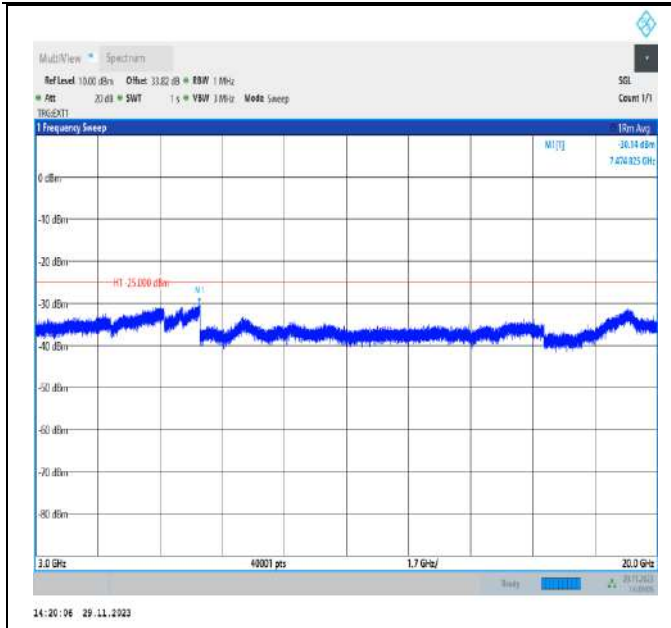 MultiView Spectrum
Ref Level 10.00 dBm Offset 33.82 dB RBW 1 MHz SGL
Att 20 dB SWT 1 s VBW 3 MHz Mode Sweep Count 1/1
TRG:EXT1
1 Frequency Sweep 1Rm Avg
M1[1] -30.14 dBm
7.474 825 GHz
0 dBm
-10 dBm
-20 dBm
H1 -25.000 dBm
M1
-30 dBm
-40 dBm
-50 dBm
-60 dBm
-70 dBm
-80 dBm
3.0 GHz 40001 pts 1.7 GHz/ 20.0 GHz
Ready 29.11.2023
14:20:06 29.11.2023